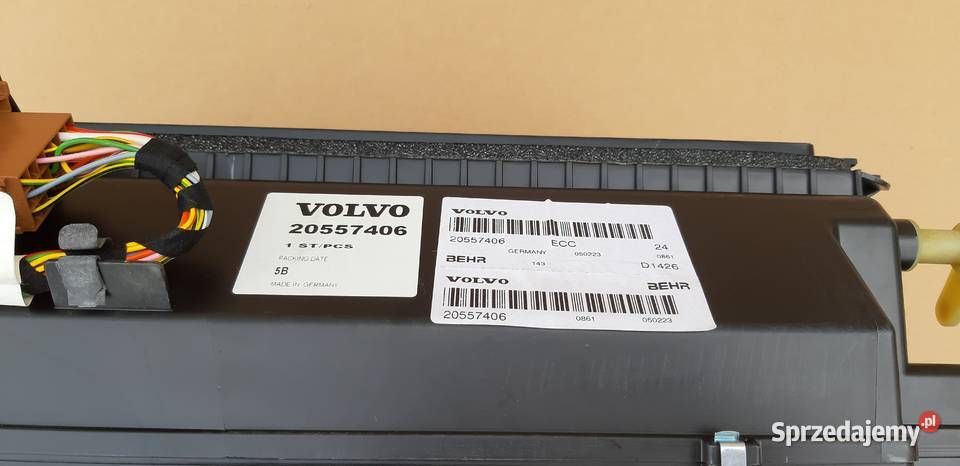 VOLVO
20557406
1 ST/PCS
PACKING DATE
5B
MADE IN GERMANY
VOLVO
20557406 ECC 24
GERMANY 050223 0861
BEHR 143 D1426
VOLVO BEHR
20557406 0861 050223
Sprzedajemy.pl